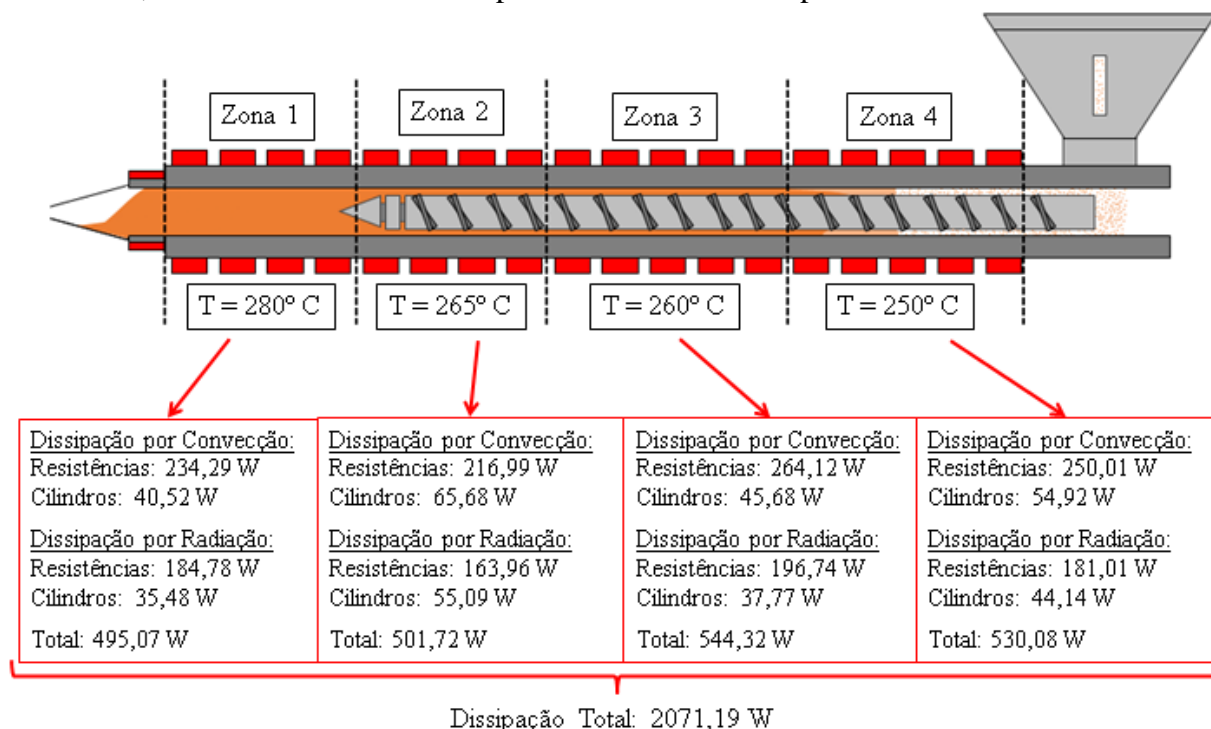 Zona 1
Zona 2
Zona 3
Zona 4
T = 280º C
T = 265º C
T = 260º C
T = 250º C
Dissipação por Convecção:
Resistências: 234,29 W
Cilindros: 40,52 W
Dissipação por Radiação:
Resistências: 184,78 W
Cilindros: 35,48 W
Total: 495,07 W
Dissipação por Convecção:
Resistências: 216,99 W
Cilindros: 65,68 W
Dissipação por Radiação:
Resistências: 163,96 W
Cilindros: 55,09 W
Total: 501,72 W
Dissipação por Convecção:
Resistências: 264,12 W
Cilindros: 45,68 W
Dissipação por Radiação:
Resistências: 196,74 W
Cilindros: 37,77 W
Total: 544,32 W
Dissipação por Convecção:
Resistências: 250,01 W
Cilindros: 54,92 W
Dissipação por Radiação:
Resistências: 181,01 W
Cilindros: 44,14 W
Total: 530,08 W
Dissipação Total: 2071,19 W